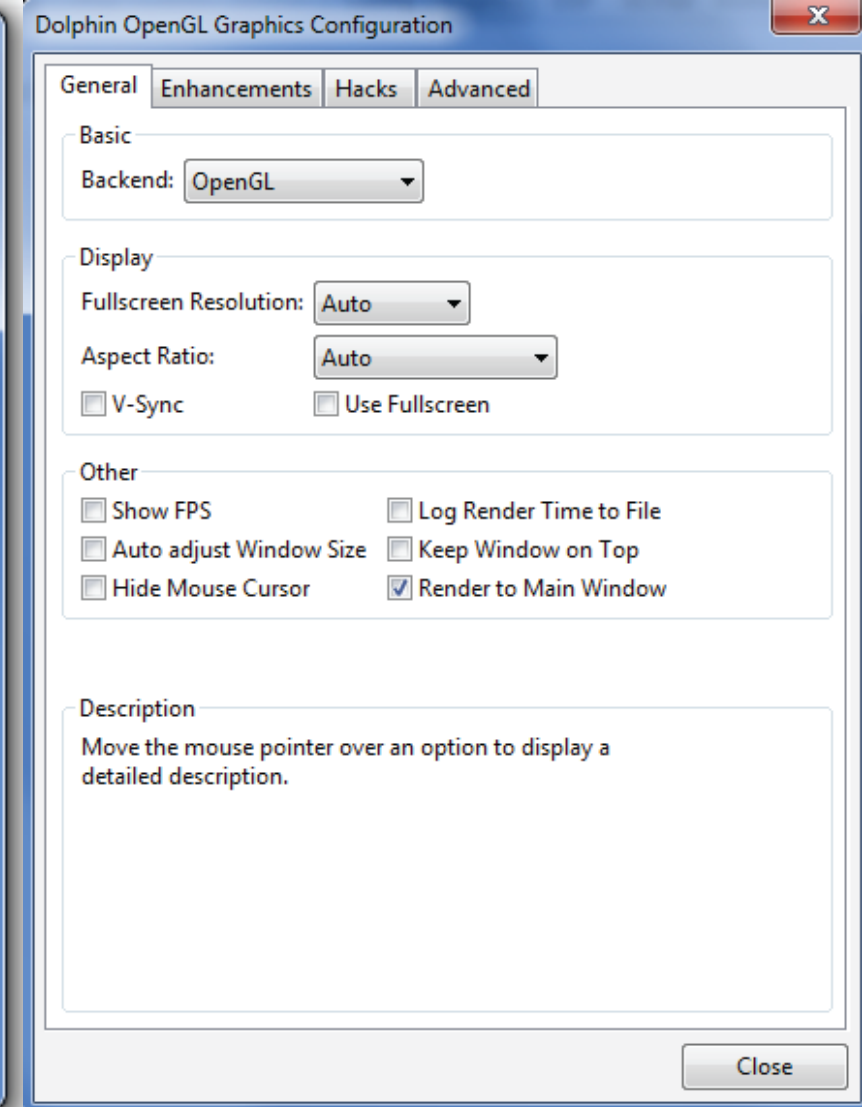 Dolphin OpenGL Graphics Configuration
General Enhancements Hacks Advanced
Basic
Backend: OpenGL
Display
Fullscreen Resolution: Auto
Aspect Ratio: Auto
V-Sync Use Fullscreen
Other
Show FPS Log Render Time to File
Auto adjust Window Size Keep Window on Top
Hide Mouse Cursor Render to Main Window
Description
Move the mouse pointer over an option to display a
detailed description.
Close